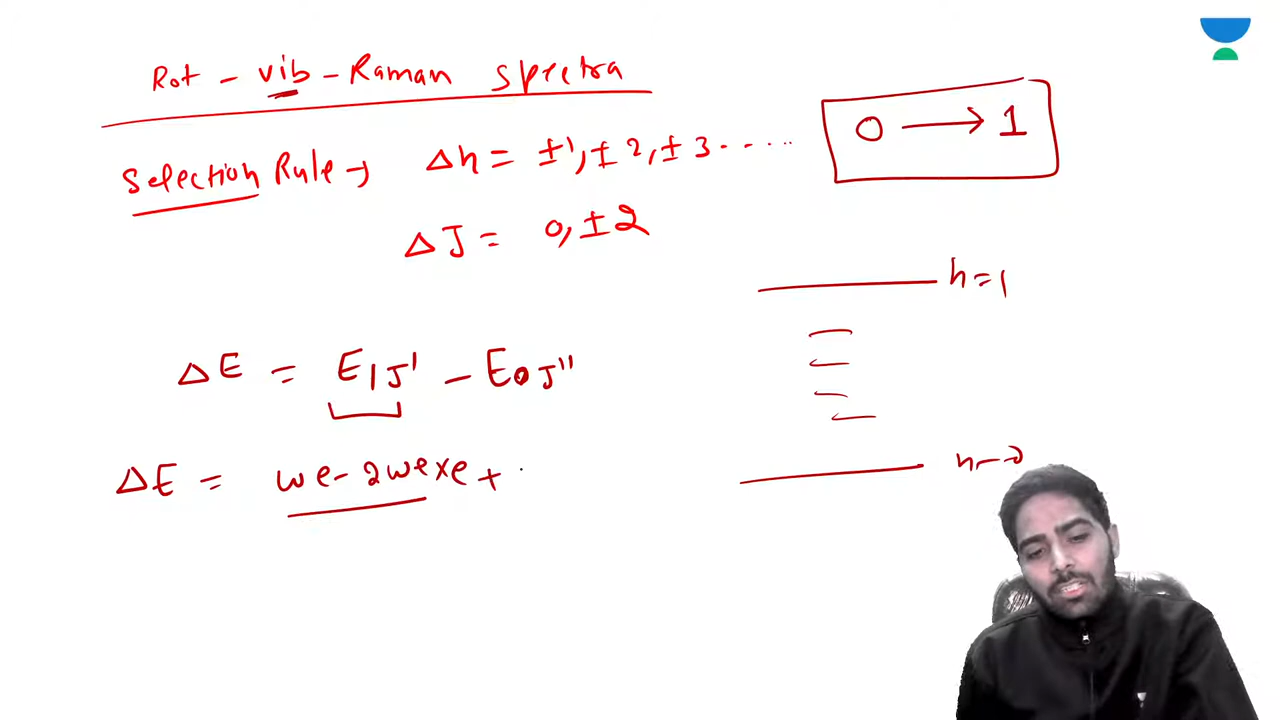 Rot - vib - Raman spectra
0 → 1
Selection Rule → Δn = ±1, ±2, ±3 ......
ΔJ = 0, ±2
n = 1
ΔE = E1J' - E0J''
ΔE = we - 2wexe +